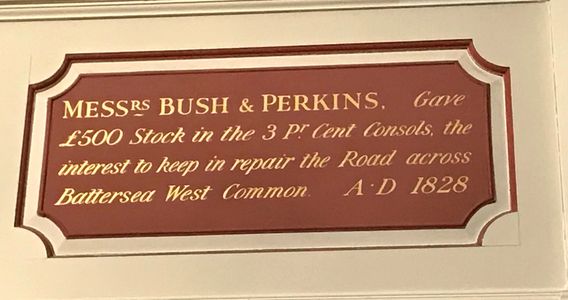 MESSRS BUSH & PERKINS, Gave
£500 Stock in the 3 Pr Cent Consols, the
interest to keep in repair the Road across
Battersea West Common. A·D 1828